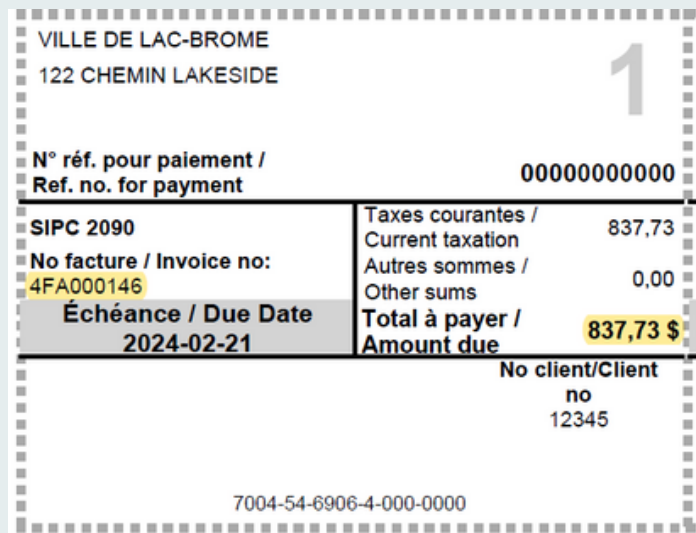 VILLE DE LAC-BROME
122 CHEMIN LAKESIDE
1
N° réf. pour paiement /
Ref. no. for payment
00000000000
SIPC 2090
No facture / Invoice no:
4FA000146
Échéance / Due Date
2024-02-21
Taxes courantes /
Current taxation
837,73
Autres sommes /
Other sums
0,00
Total à payer /
Amount due
837,73 $
No client/Client
no
12345
7004-54-6906-4-000-0000